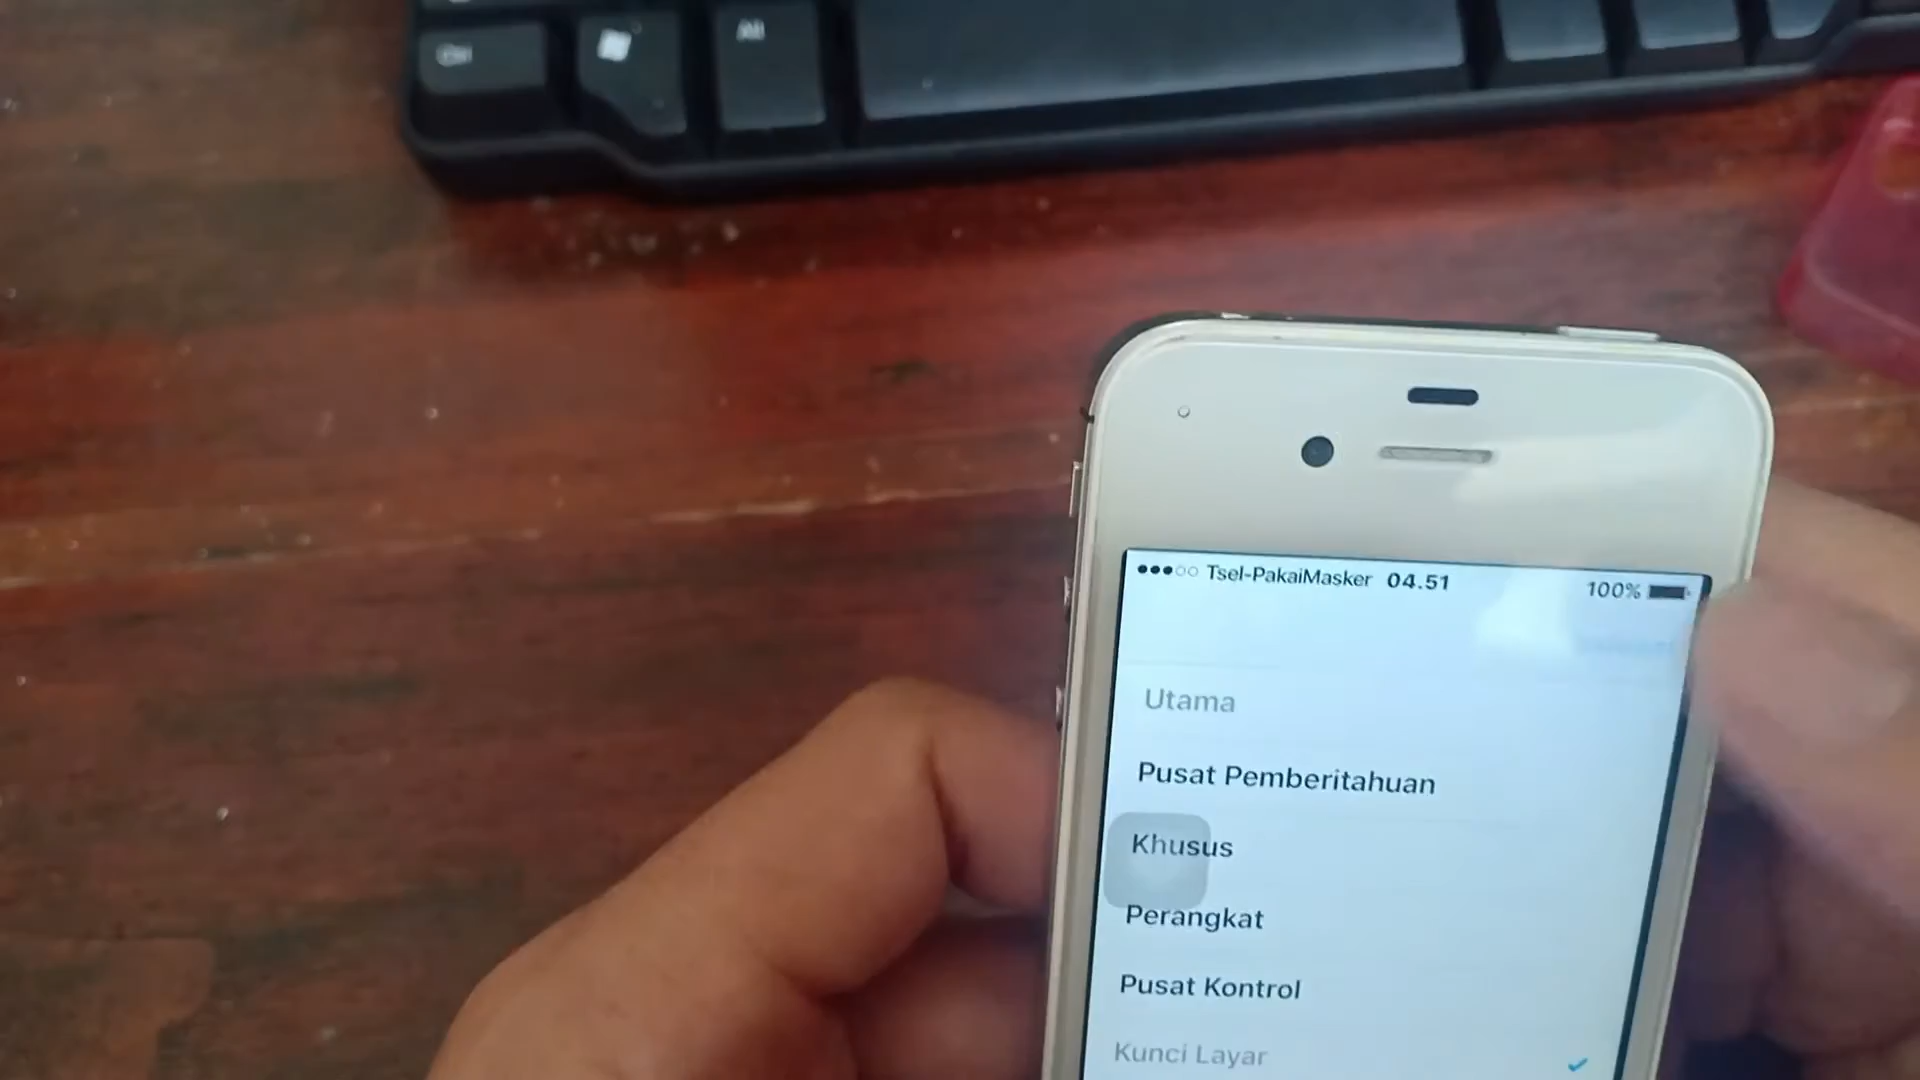 Ctrl
Alt
Tsel-PakaiMasker 04.51 100%
Utama
Pusat Pemberitahuan
Khusus
Perangkat
Pusat Kontrol
Kunci Layar